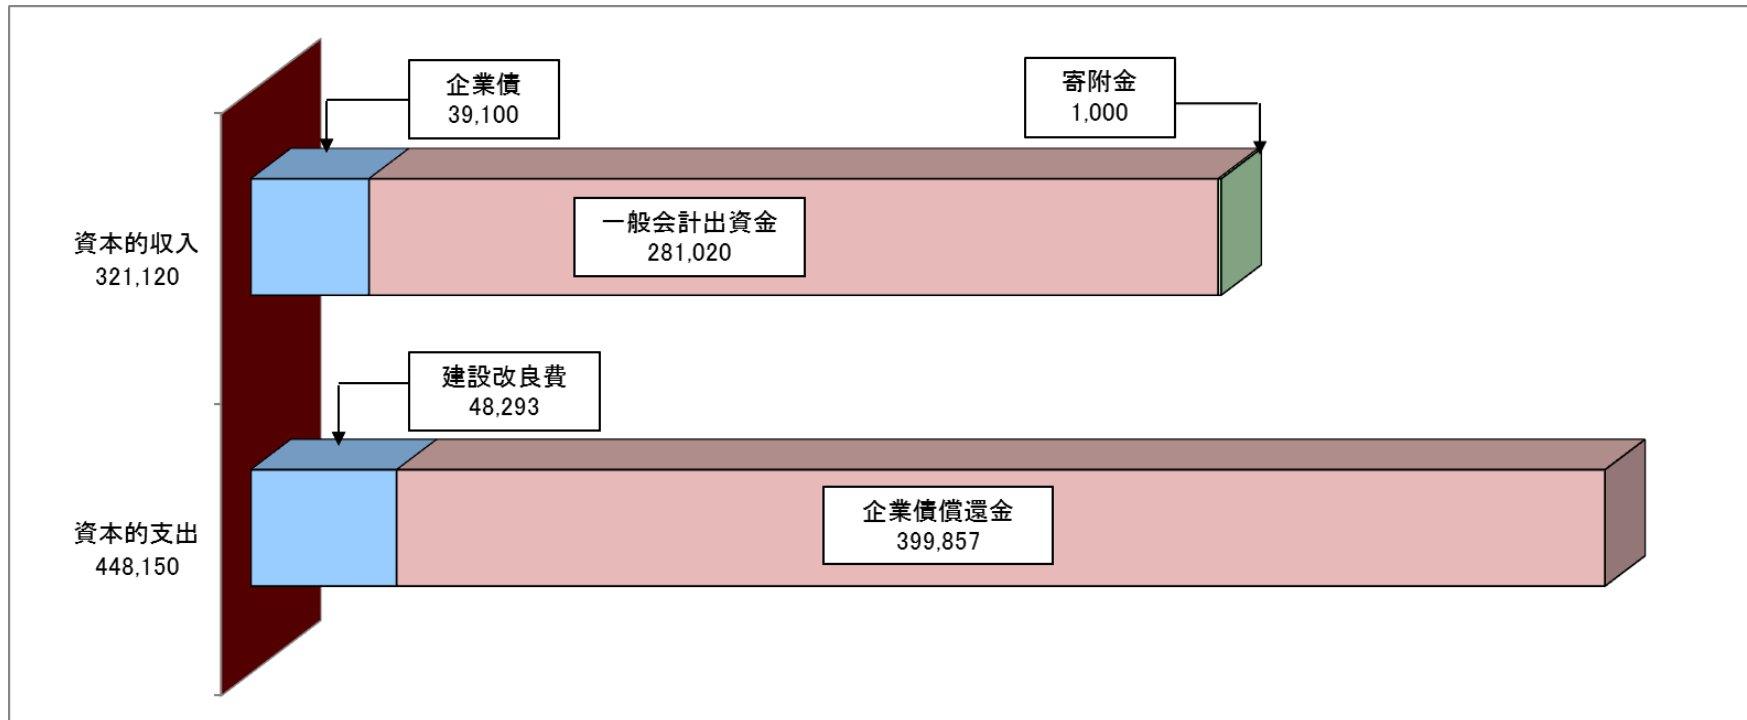 企業債
39,100
寄附金
1,000
一般会計出資金
281,020
資本的収入
321,120
建設改良費
48,293
企業債償還金
399,857
資本的支出
448,150